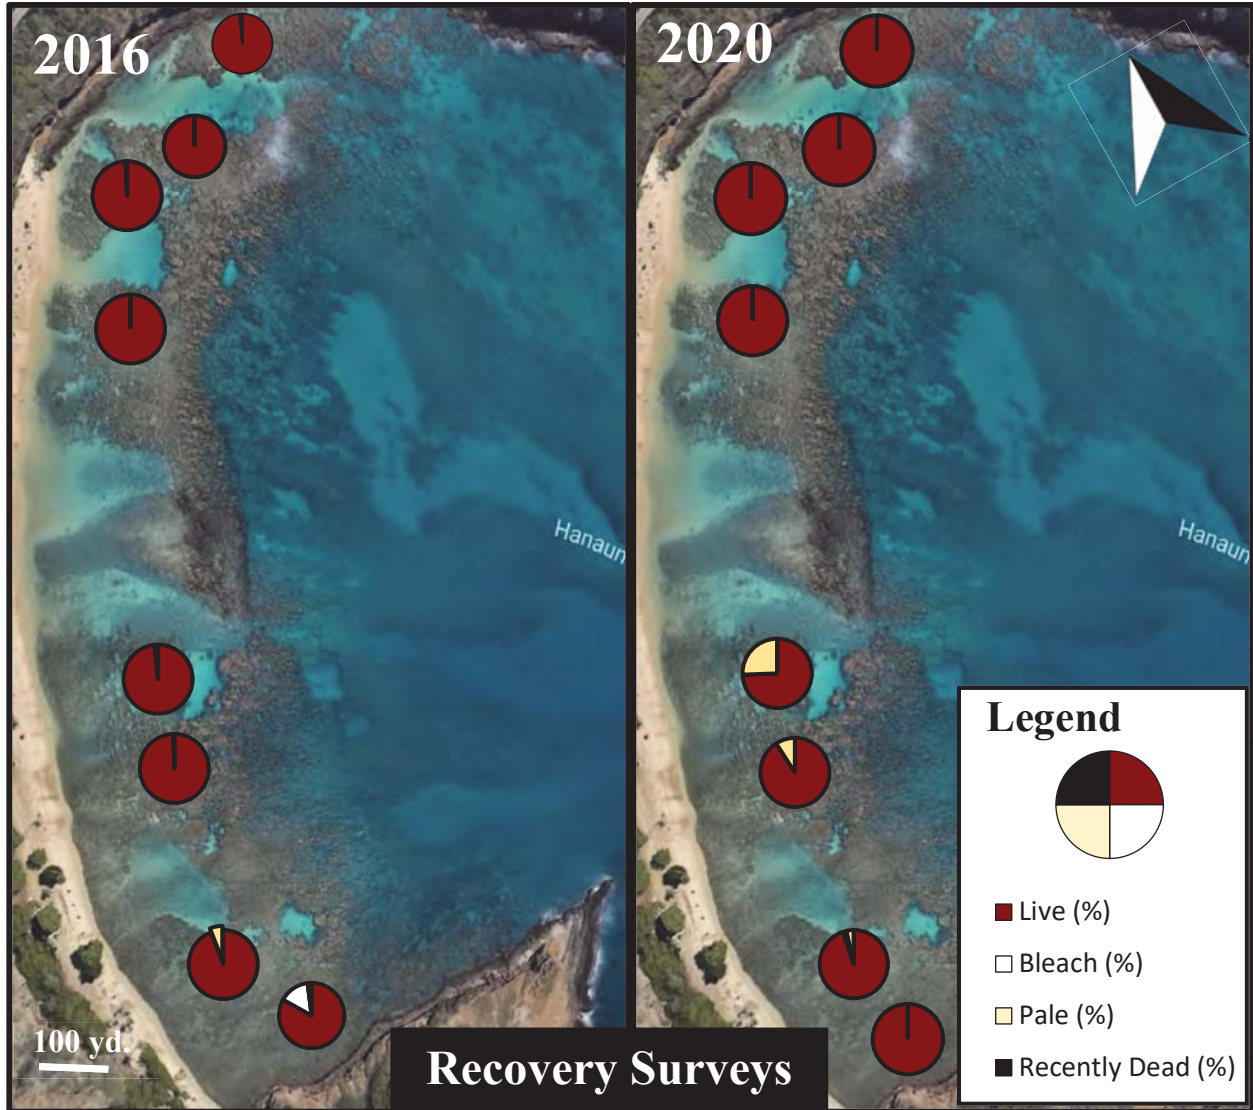 2016
2020
Hanaun
Hanaun
Legend
Live (%)
Bleach (%)
Pale (%)
Recently Dead (%)
100 yd.
Recovery Surveys